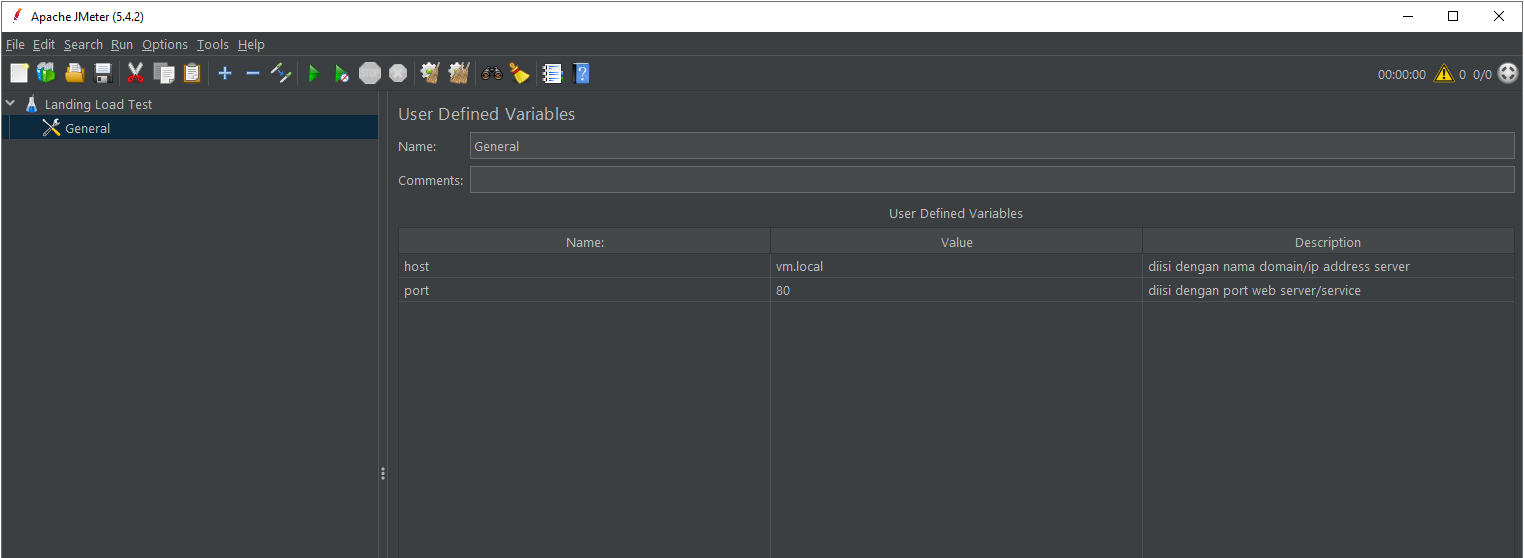 Apache JMeter (5.4.2)
File Edit Search Run Options Tools Help
STOP ? 00:00:00 0 0/0
Landing Load Test
General
User Defined Variables
Name: General
Comments:
User Defined Variables
Name: Value Description
host vm.local diisi dengan nama domain/ip address server
port 80 diisi dengan port web server/service